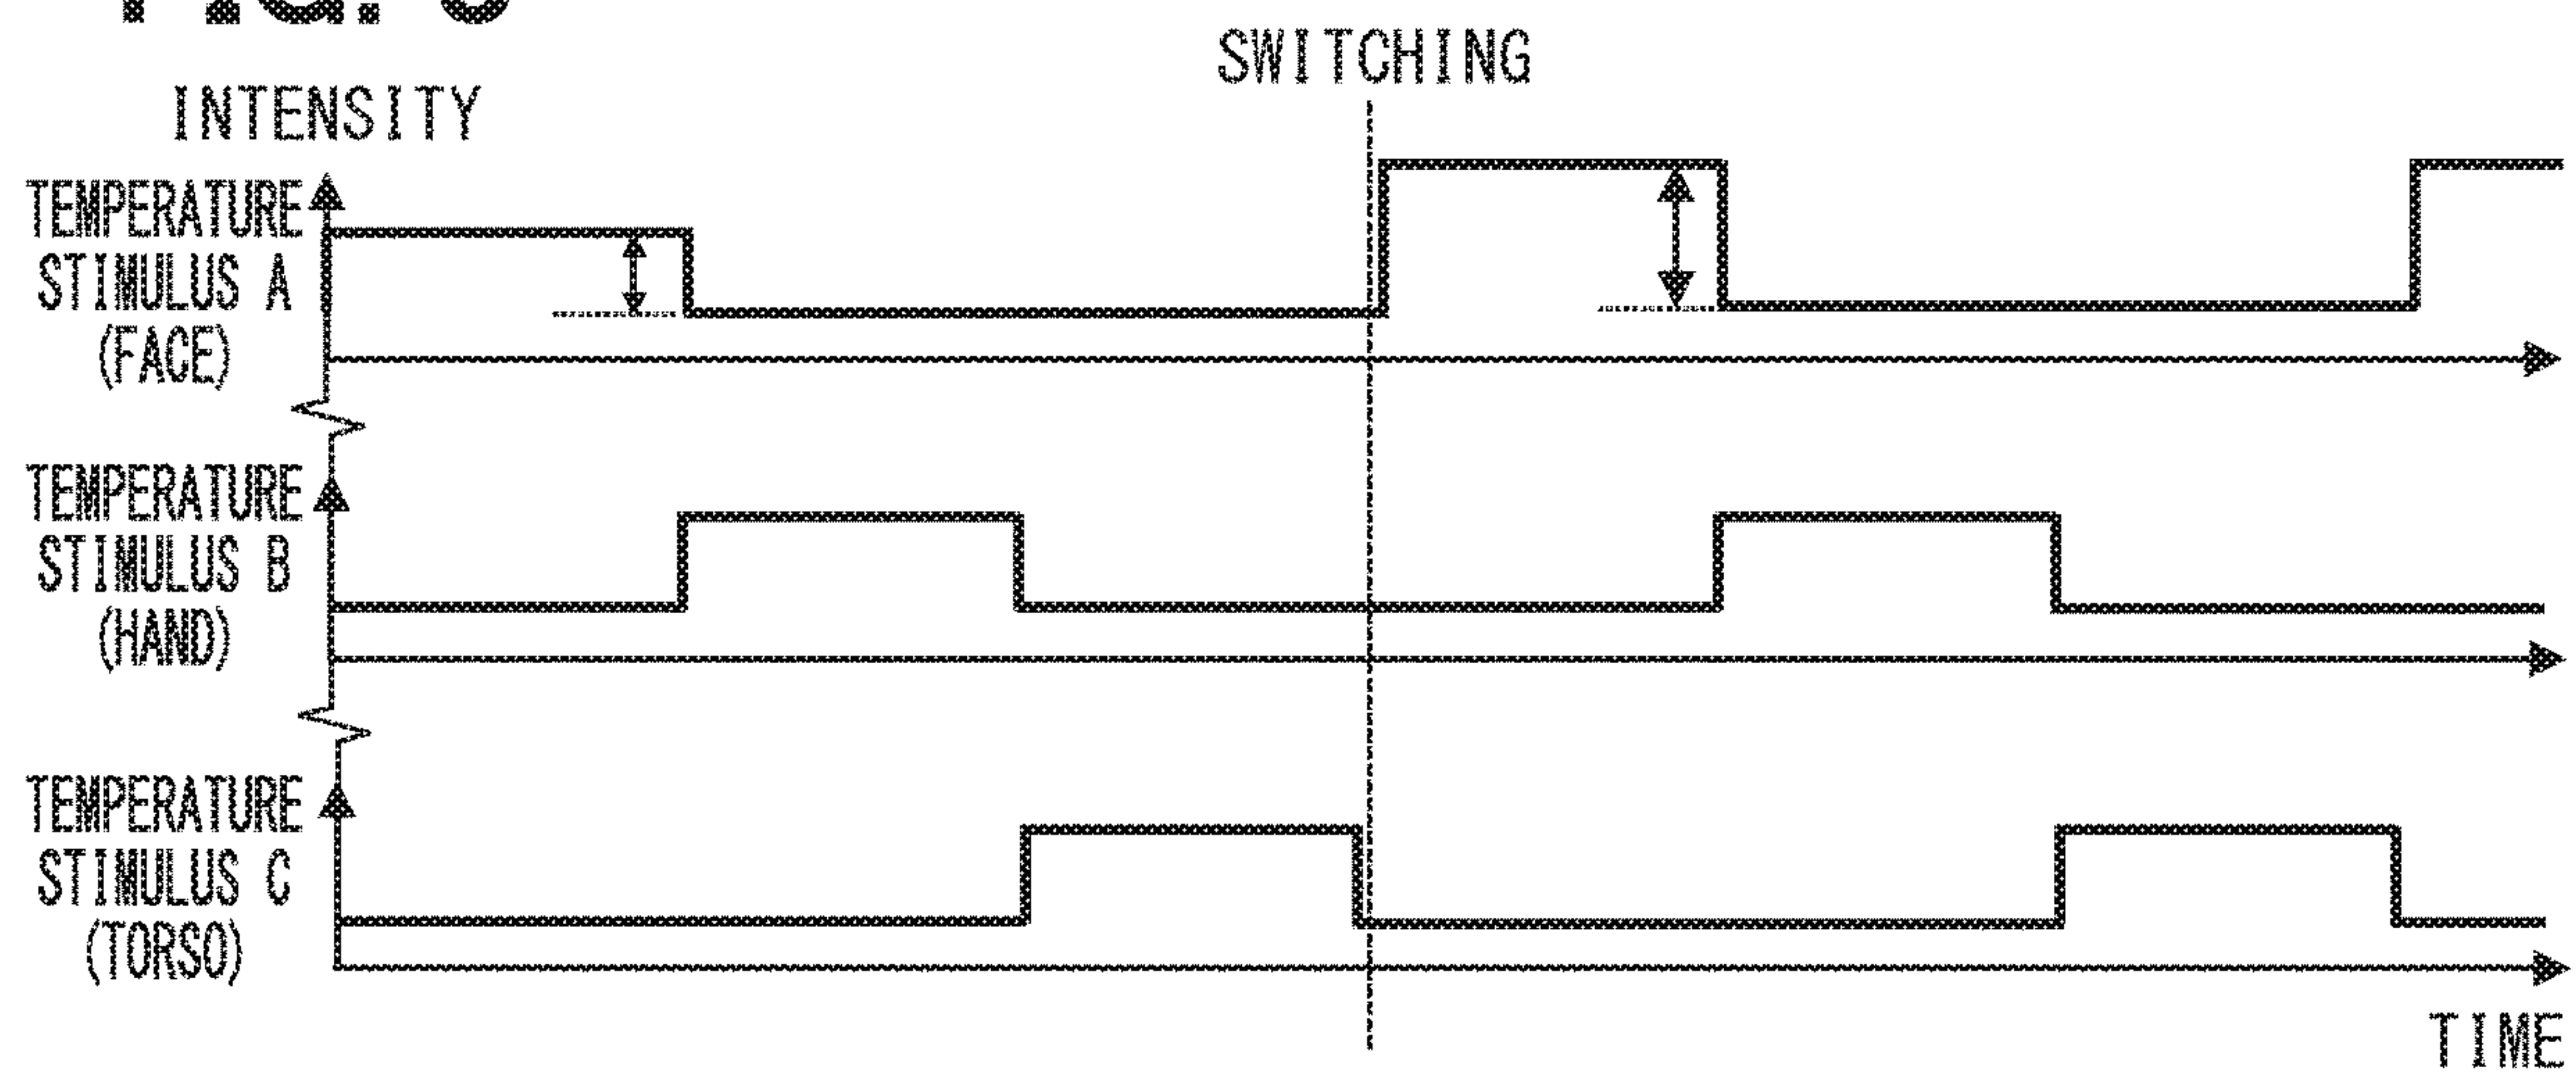 SWITCHING
INTENSITY
TEMPERATURE
STIMULUS A
(FACE)
TEMPERATURE
STIMULUS B
(HAND)
TEMPERATURE
STIMULUS C
(TORSO)
TIME